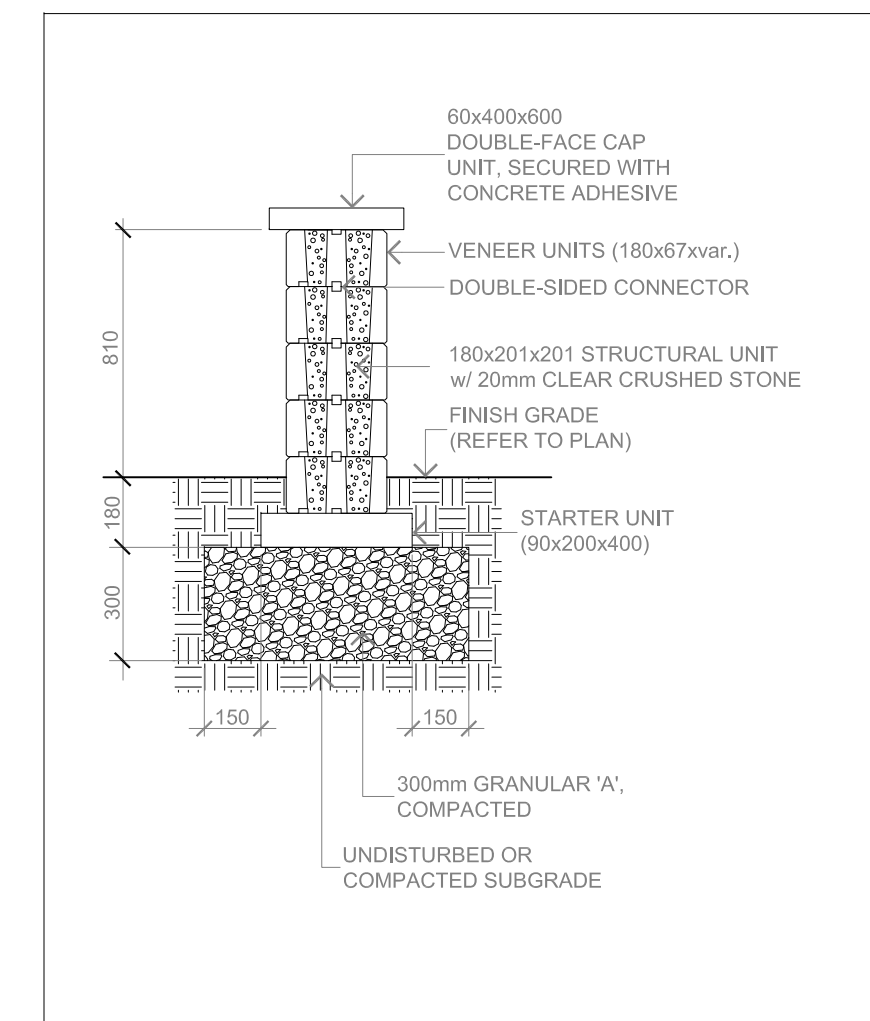 60x400x600
DOUBLE-FACE CAP
UNIT, SECURED WITH
CONCRETE ADHESIVE
VENEER UNITS (180x67xvar.)
DOUBLE-SIDED CONNECTOR
810
180x201x201 STRUCTURAL UNIT
w/ 20mm CLEAR CRUSHED STONE
FINISH GRADE
(REFER TO PLAN)
180
STARTER UNIT
(90x200x400)
300
150
150
300mm GRANULAR 'A',
COMPACTED
UNDISTURBED OR
COMPACTED SUBGRADE